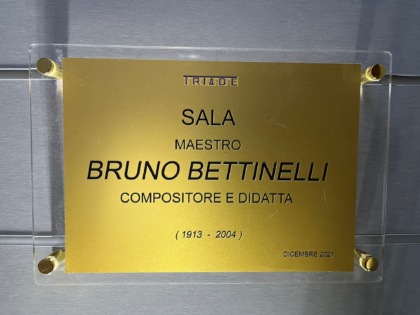 TRIADE
SALA
MAESTRO
BRUNO BETTINELLI
COMPOSITORE E DIDATTA
( 1913 - 2004 )
DICEMBRE 2021